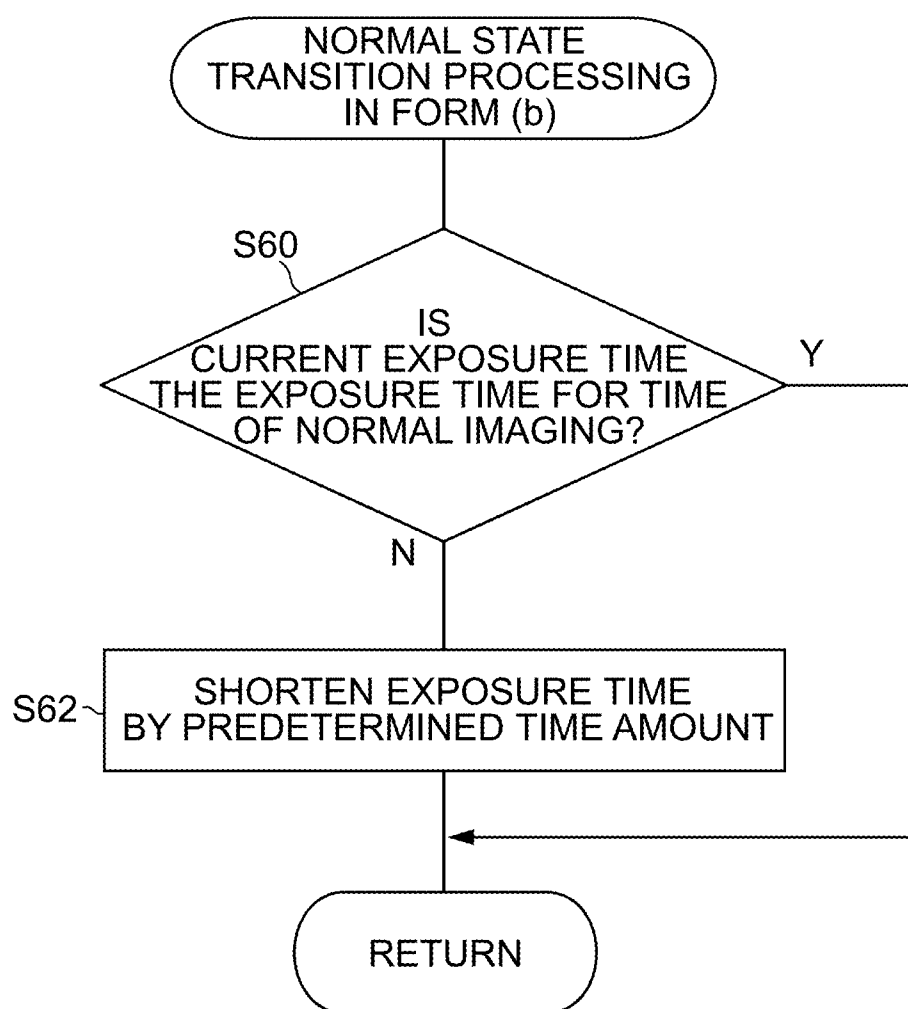 NORMAL STATE
TRANSITION PROCESSING
IN FORM (b)
S60
IS
CURRENT EXPOSURE TIME
THE EXPOSURE TIME FOR TIME
OF NORMAL IMAGING?
Y
N
S62
SHORTEN EXPOSURE TIME
BY PREDETERMINED TIME AMOUNT
RETURN